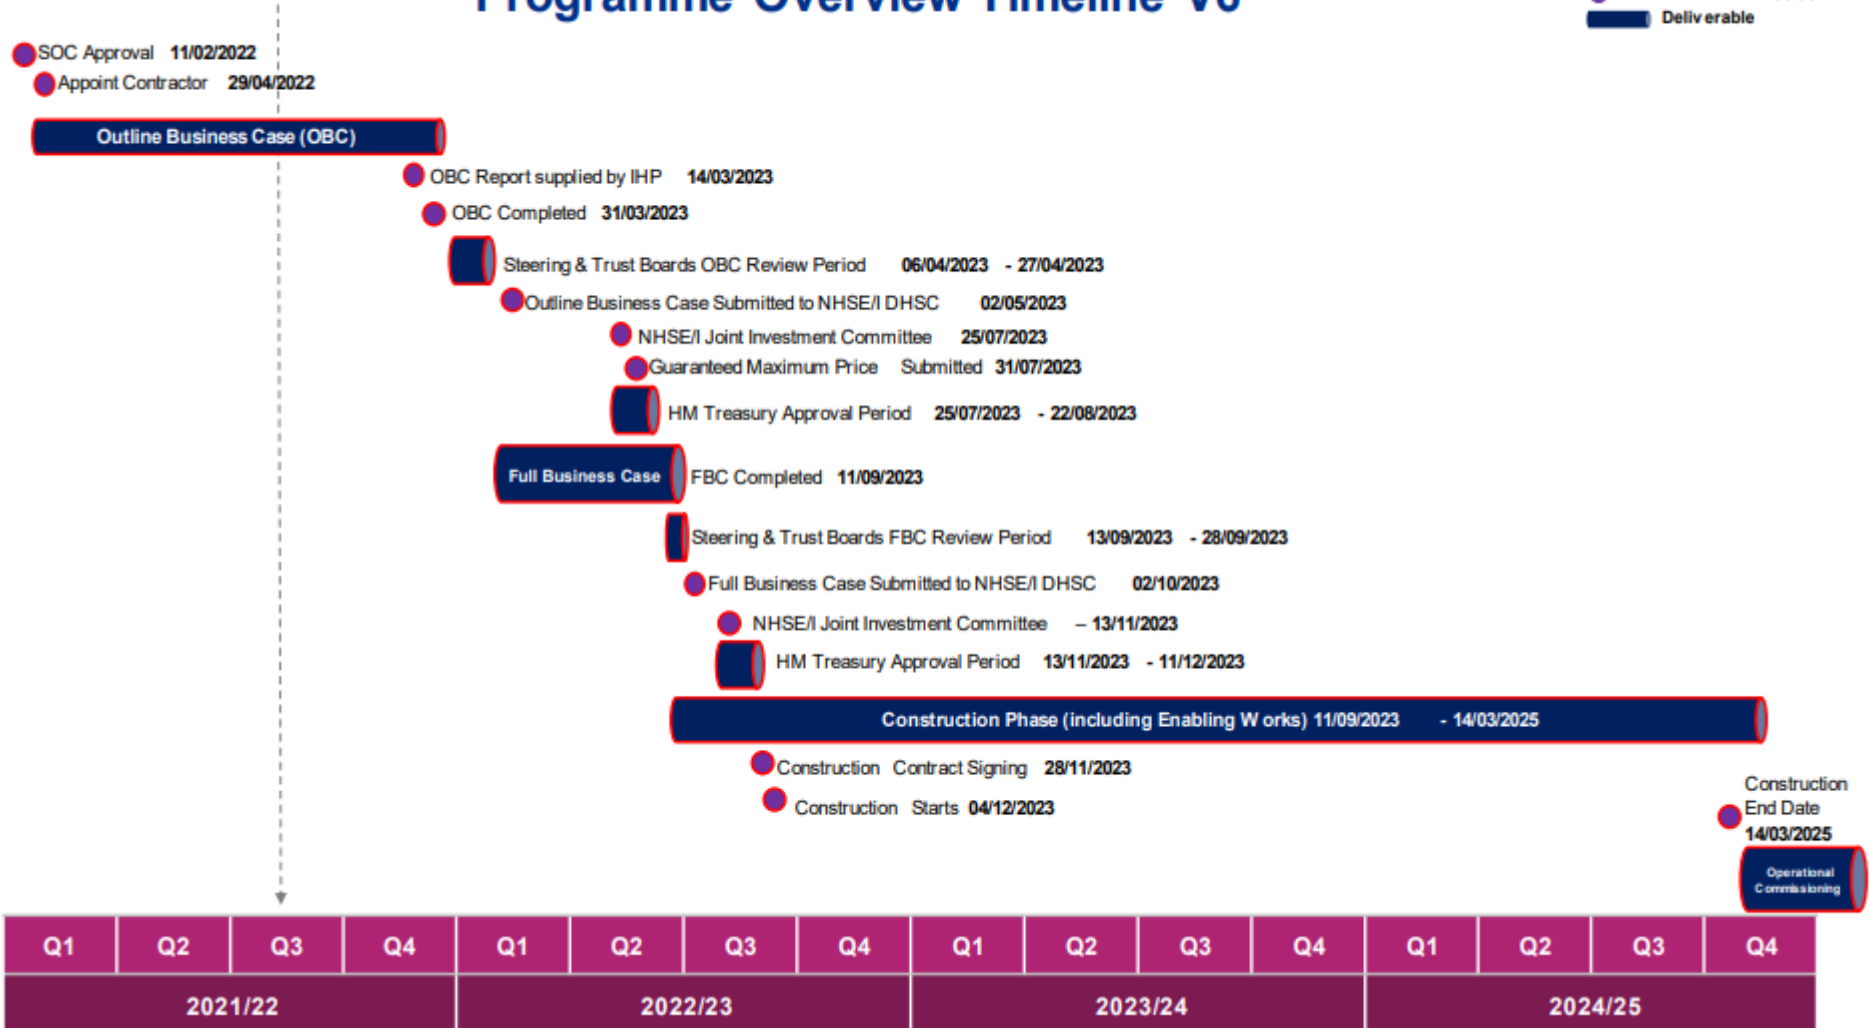 Programme Overview Timeline V6
Deliverable
SOC Approval 11/02/2022
Appoint Contractor 29/04/2022
Outline Business Case (OBC)
OBC Report supplied by IHP 14/03/2023
OBC Completed 31/03/2023
Steering & Trust Boards OBC Review Period 06/04/2023 - 27/04/2023
Outline Business Case Submitted to NHSE/I DHSC 02/05/2023
NHSE/I Joint Investment Committee 25/07/2023
Guaranteed Maximum Price Submitted 31/07/2023
HM Treasury Approval Period 25/07/2023 - 22/08/2023
Full Business Case FBC Completed 11/09/2023
Steering & Trust Boards FBC Review Period 13/09/2023 - 28/09/2023
Full Business Case Submitted to NHSE/I DHSC 02/10/2023
NHSE/I Joint Investment Committee – 13/11/2023
HM Treasury Approval Period 13/11/2023 - 11/12/2023
Construction Phase (including Enabling Works) 11/09/2023 - 14/03/2025
Construction Contract Signing 28/11/2023
Construction Starts 04/12/2023
Construction
End Date
14/03/2025
Operational
Commissioning
Q1 Q2 Q3 Q4 Q1 Q2 Q3 Q4 Q1 Q2 Q3 Q4 Q1 Q2 Q3 Q4
2021/22 2022/23 2023/24 2024/25